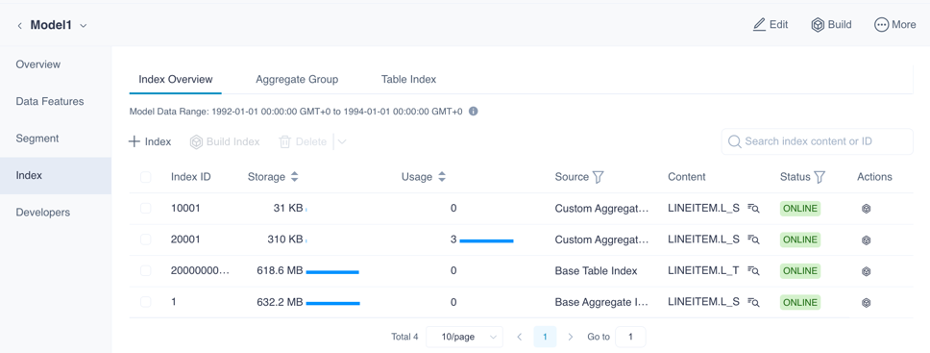 Model1
Edit Build More
Overview
Data Features
Segment
Index
Developers
Index Overview Aggregate Group Table Index
Model Data Range: 1992-01-01 00:00:00 GMT+0 to 1994-01-01 00:00:00 GMT+0
Index Build Index Delete Search index content or ID
Index ID Storage Usage Source Content Status Actions
10001 31 KB 0 Custom Aggregat... LINEITEM.L_S ONLINE
20001 310 KB 3 Custom Aggregat... LINEITEM.L_S ONLINE
20000000... 618.6 MB 0 Base Table Index LINEITEM.L_T ONLINE
1 632.2 MB 0 Base Aggregate I... LINEITEM.L_S ONLINE
Total 4 10/page 1 Go to 1